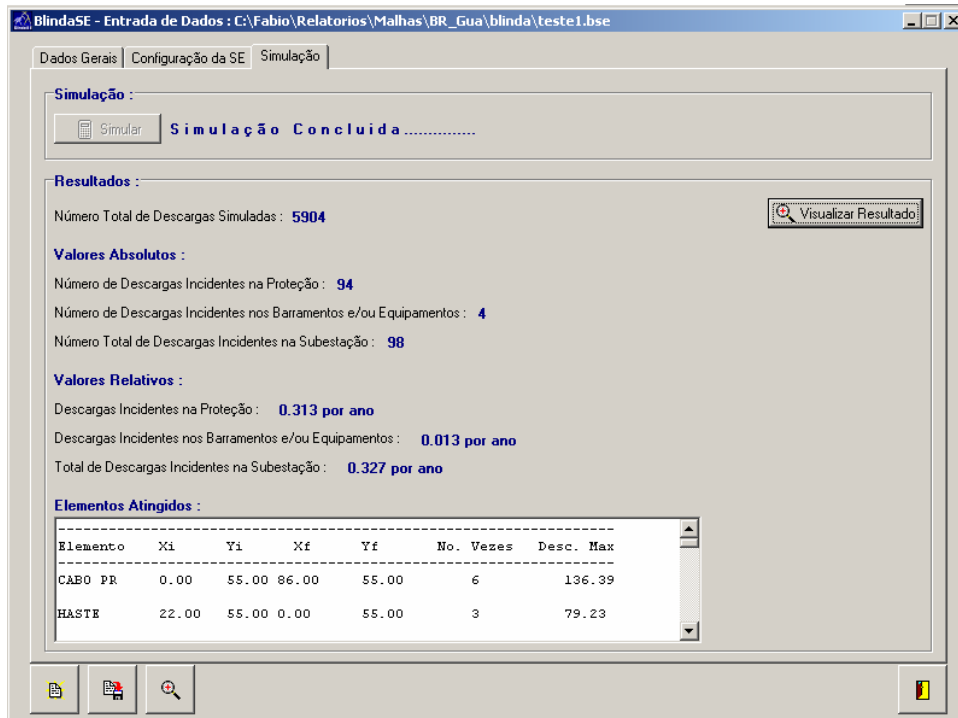 BlindaSE - Entrada de Dados : C:\Fabio\Relatorios\Malhas\BR_Gua\blinda\teste1.bse
Dados Gerais Configuração da SE Simulação
Simulação :
Simular Simulação Concluida...............
Resultados :
Número Total de Descargas Simuladas : 5904 Visualizar Resultado
Valores Absolutos :
Número de Descargas Incidentes na Proteção : 94
Número de Descargas Incidentes nos Barramentos e/ou Equipamentos : 4
Número Total de Descargas Incidentes na Subestação : 98
Valores Relativos :
Descargas Incidentes na Proteção : 0.313 por ano
Descargas Incidentes nos Barramentos e/ou Equipamentos : 0.013 por ano
Total de Descargas Incidentes na Subestação : 0.327 por ano
Elementos Atingidos :
Elemento Xi Yi Xf Yf No. Vezes Desc. Max
CABO PR 0.00 55.00 86.00 55.00 6 136.39
HASTE 22.00 55.00 0.00 55.00 3 79.23